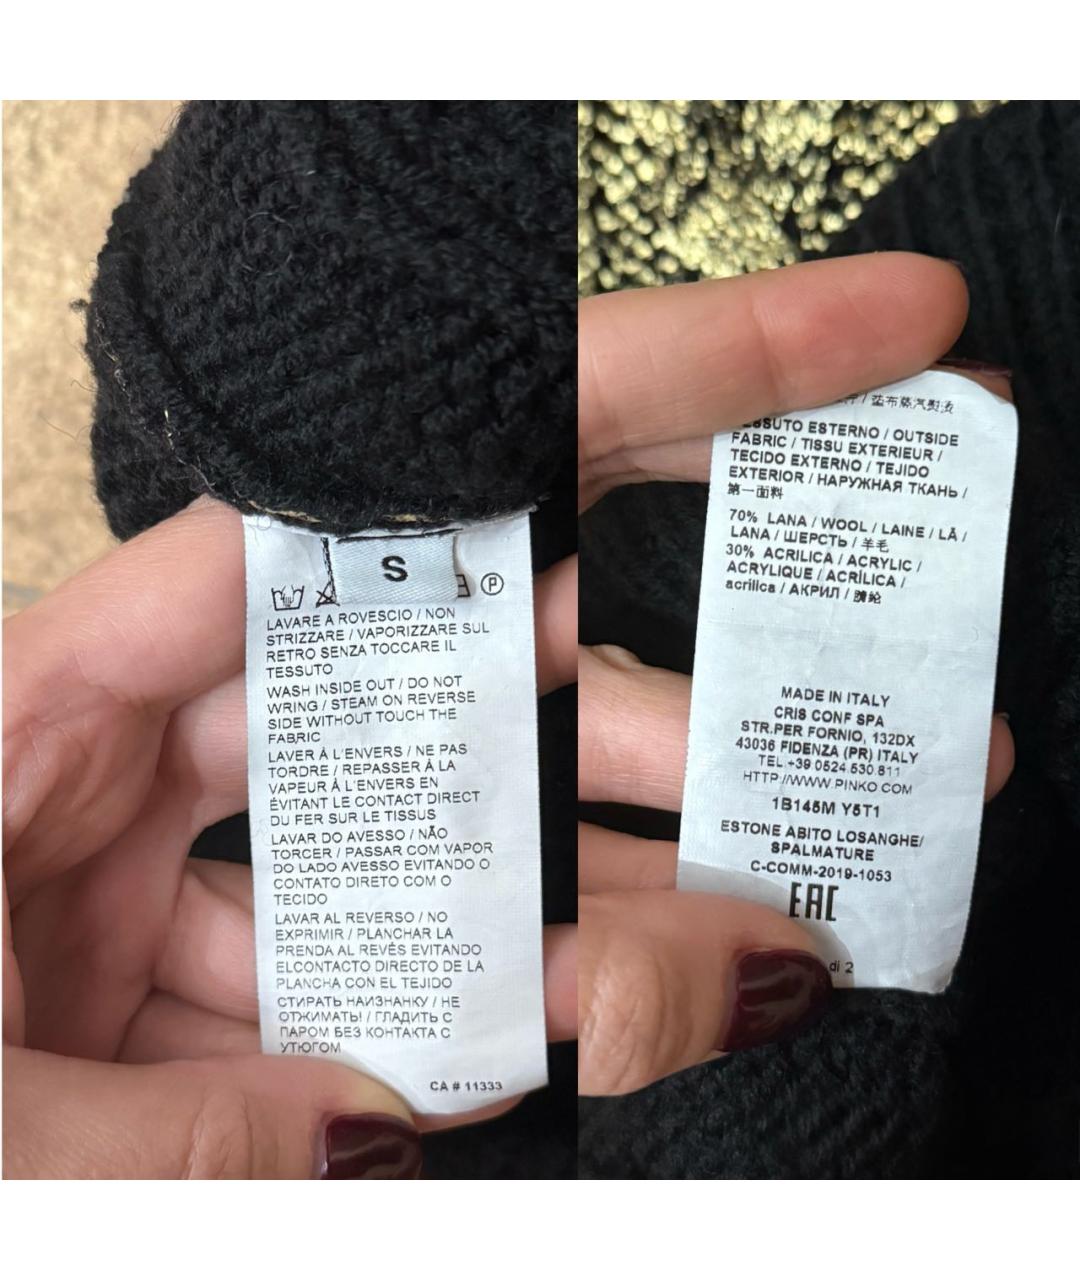 S
P
LAVARE A ROVESCIO / NON
STRIZZARE / VAPORIZZARE SUL
RETRO SENZA TOCCARE IL
TESSUTO
WASH INSIDE OUT / DO NOT
WRING / STEAM ON REVERSE
SIDE WITHOUT TOUCH THE
FABRIC
LAVER À L'ENVERS / NE PAS
TORDRE / REPASSER À LA
VAPEUR À L'ENVERS EN
ÉVITANT LE CONTACT DIRECT
DU FER SUR LE TISSUS
LAVAR DO AVESSO / NÃO
TORCER / PASSAR COM VAPOR
DO LADO AVESSO EVITANDO O
CONTATO DIRETO COM O
TECIDO
LAVAR AL REVERSO / NO
EXPRIMIR / PLANCHAR LA
PRENDA AL REVÉS EVITANDO
ELCONTACTO DIRECTO DE LA
PLANCHA CON EL TEJIDO
СТИРАТЬ НАИЗНАНКУ / НЕ
ОТЖИМАТЬ! / ГЛАДИТЬ С
ПАРОМ БЕЗ КОНТАКТА С
УТЮГОМ
CA # 11333
/ 垫布蒸汽熨烫
ESTERNO / OUTSIDE
FABRIC / TISSU EXTERIEUR /
TECIDO EXTERNO / TEJIDO
EXTERIOR / НАРУЖНАЯ ТКАНЬ /
第一面料
70% LANA / WOOL / LAINE / LÃ /
LANA / ШЕРСТЬ / 羊毛
30% ACRILICA / ACRYLIC /
ACRYLIQUE / ACRÍLICA /
acrilica / АКРИЛ / 腈纶
MADE IN ITALY
CRIS CONF SPA
STR.PER FORNIO, 132DX
43036 FIDENZA (PR) ITALY
TEL.+39 0524.530.811
HTTP://WWW.PINKO.COM
1B145M Y5T1
ESTONE ABITO LOSANGHE/
SPALMATURE
C-COMM-2019-1053
EAC
di 2